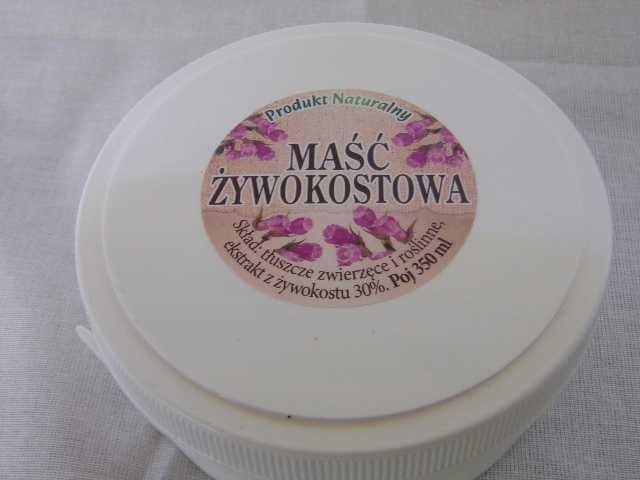 Produkt Naturalny
MAŚĆ
ŻYWOKOSTOWA
Skład: tłuszcze zwierzęce i roślinne,
ekstrakt z żywokostu 30%. Poj 350 ml